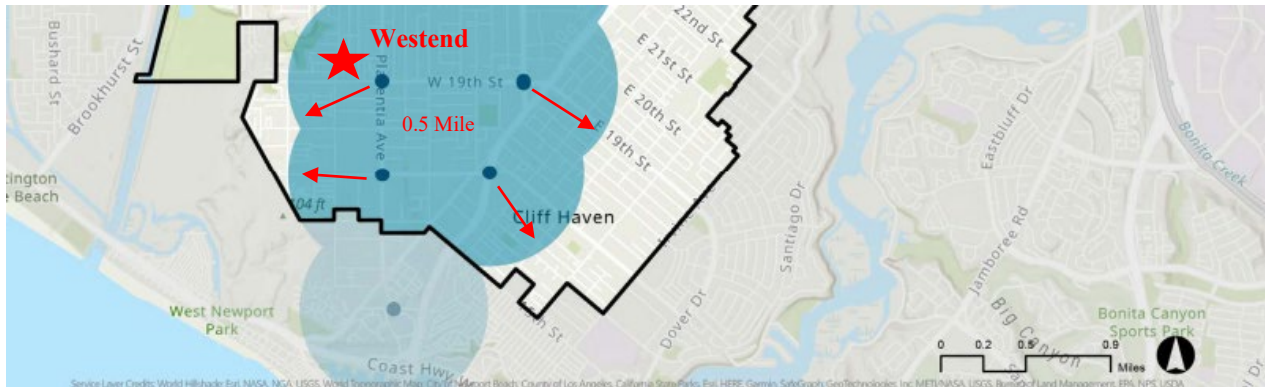 Bushard St
Brookhurst St
Westend
Placentia Ave
W 19th St
0.5 Mile
22nd St
E 21st St
E 20th St
E 19th St
Cliff Haven
104 ft
Beach
West Newport
Park
Coast Hwy
Dover Dr
Santiago Dr
Eastbluff Dr
Jamboree Rd
Bonita Creek
Big Canyon
Bonita Canyon
Sports Park
0 0.2 0.5 0.9
Miles